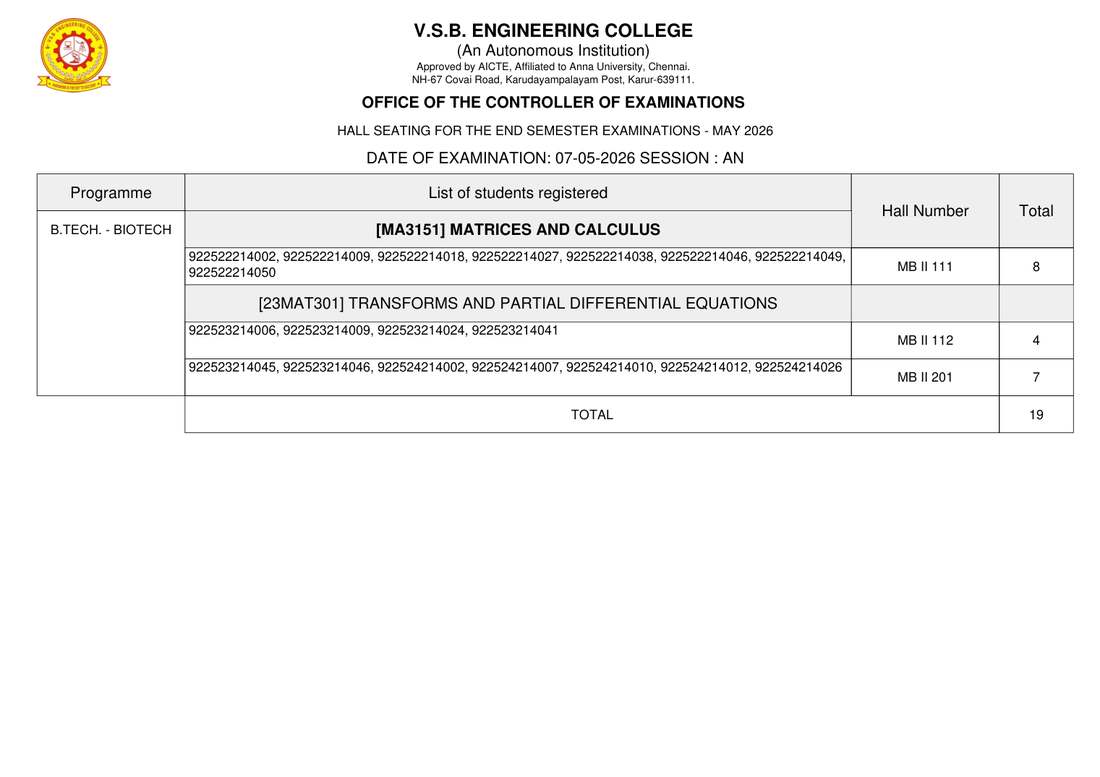 V.S.B. ENGINEERING COLLEGE
(An Autonomous Institution)
Approved by AICTE, Affiliated to Anna University, Chennai.
NH-67 Covai Road, Karudayampalayam Post, Karur-639111.
OFFICE OF THE CONTROLLER OF EXAMINATIONS
HALL SEATING FOR THE END SEMESTER EXAMINATIONS - MAY 2026
DATE OF EXAMINATION: 07-05-2026 SESSION : AN
Programme List of students registered Hall Number Total
B.TECH. - BIOTECH [MA3151] MATRICES AND CALCULUS
922522214002, 922522214009, 922522214018, 922522214027, 922522214038, 922522214046, 922522214049,
922522214050 MB II 111 8
[23MAT301] TRANSFORMS AND PARTIAL DIFFERENTIAL EQUATIONS
922523214006, 922523214009, 922523214024, 922523214041 MB II 112 4
922523214045, 922523214046, 922524214002, 922524214007, 922524214010, 922524214012, 922524214026 MB II 201 7
TOTAL 19